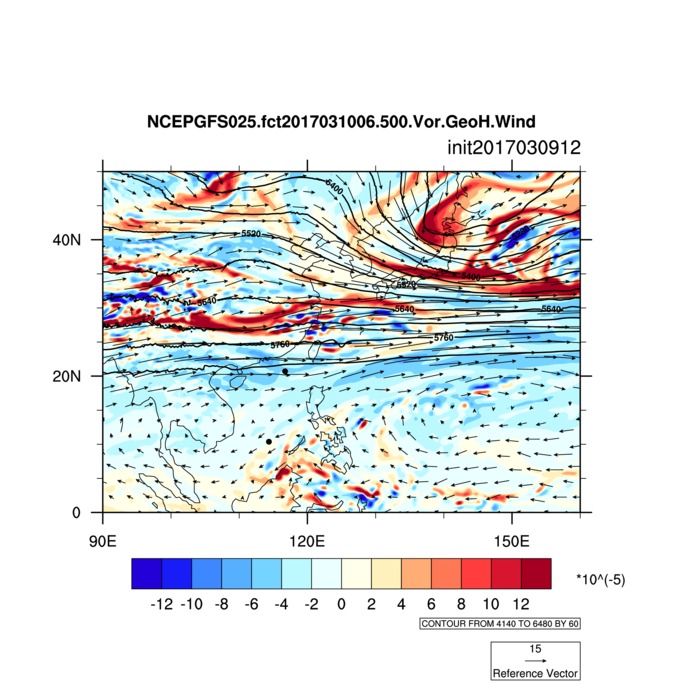 NCEPGFS025.fct2017031006.500.Vor.GeoH.Wind
init2017030912
5400
5520
40N
5400
5520
5640
5640
5640
5760
5760
20N
0
90E 120E 150E
-12 -10 -8 -6 -4 -2 0 2 4 6 8 10 12
*10^(-5)
CONTOUR FROM 4140 TO 6480 BY 60
15
Reference Vector